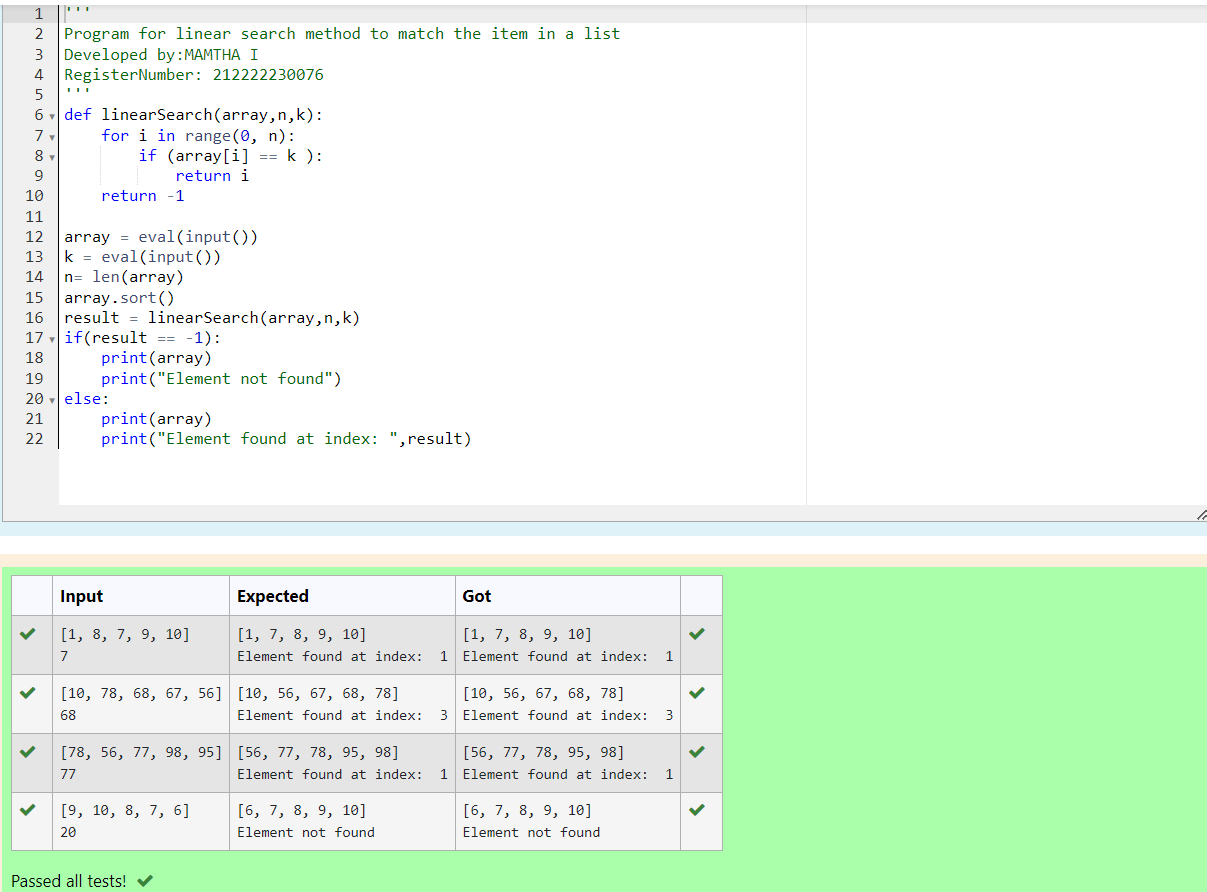 1 '''
2 Program for linear search method to match the item in a list
3 Developed by:MAMTHA I
4 RegisterNumber: 212222230076
5 '''
6 def linearSearch(array,n,k):
7     for i in range(0, n):
8         if (array[i] == k ):
9             return i
10     return -1
11
12 array = eval(input())
13 k = eval(input())
14 n= len(array)
15 array.sort()
16 result = linearSearch(array,n,k)
17 if(result == -1):
18     print(array)
19     print("Element not found")
20 else:
21     print(array)
22     print("Element found at index: ",result)
Input Expected Got
[1, 8, 7, 9, 10] [1, 7, 8, 9, 10] [1, 7, 8, 9, 10]
7 Element found at index:  1 Element found at index:  1
[10, 78, 68, 67, 56] [10, 56, 67, 68, 78] [10, 56, 67, 68, 78]
68 Element found at index:  3 Element found at index:  3
[78, 56, 77, 98, 95] [56, 77, 78, 95, 98] [56, 77, 78, 95, 98]
77 Element found at index:  1 Element found at index:  1
[9, 10, 8, 7, 6] [6, 7, 8, 9, 10] [6, 7, 8, 9, 10]
20 Element not found Element not found
Passed all tests!